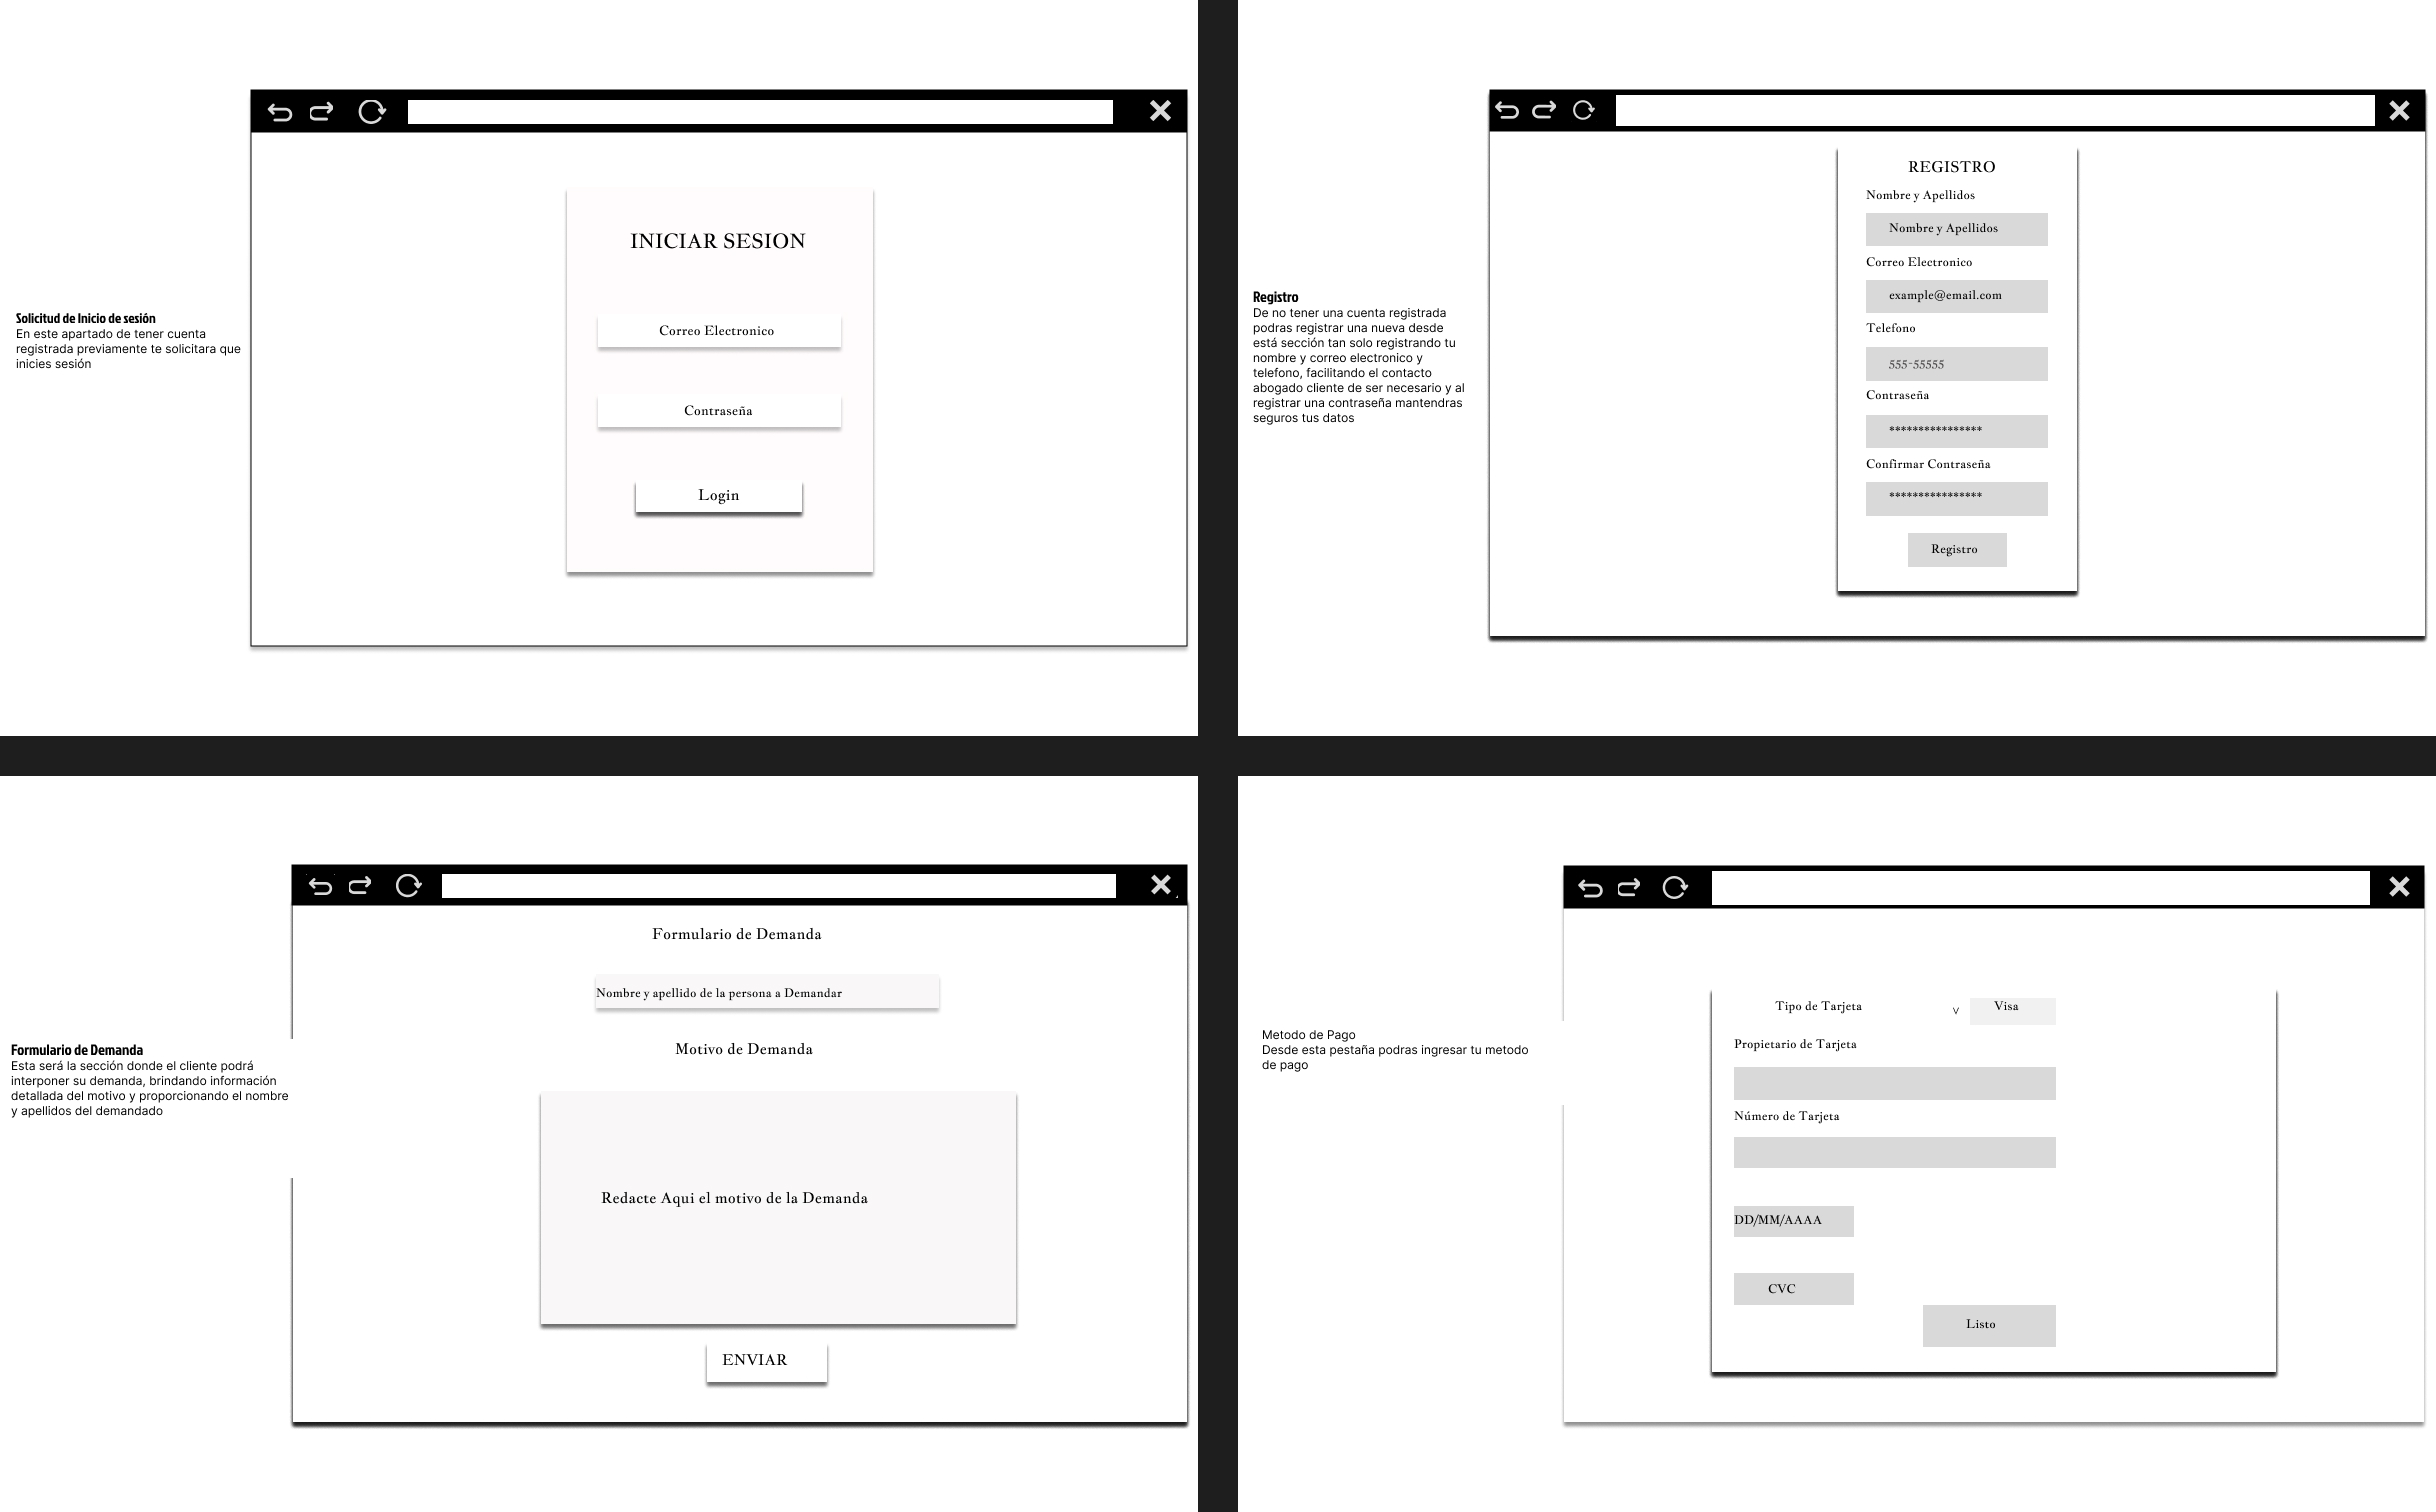 Solicitud de Inicio de sesión
En este apartado de tener cuenta
registrada previamente te solicitara que
inicies sesión
INICIAR SESION
Correo Electronico
Contraseña
Login
Registro
De no tener una cuenta registrada
podras registrar una nueva desde
está sección tan solo registrando tu
nombre y correo electronico y
telefono, facilitando el contacto
abogado cliente de ser necesario y al
registrar una contraseña mantendras
seguros tus datos
REGISTRO
Nombre y Apellidos
Nombre y Apellidos
Correo Electronico
example@email.com
Telefono
555-55555
Contraseña
****************
Confirmar Contraseña
****************
Registro
Formulario de Demanda
Esta será la sección donde el cliente podrá
interponer su demanda, brindando información
detallada del motivo y proporcionando el nombre
y apellidos del demandado
Formulario de Demanda
Nombre y apellido de la persona a Demandar
Motivo de Demanda
Redacte Aqui el motivo de la Demanda
ENVIAR
Metodo de Pago
Desde esta pestaña podras ingresar tu metodo
de pago
Tipo de Tarjeta v Visa
Propietario de Tarjeta
Número de Tarjeta
DD/MM/AAAA
CVC
Listo